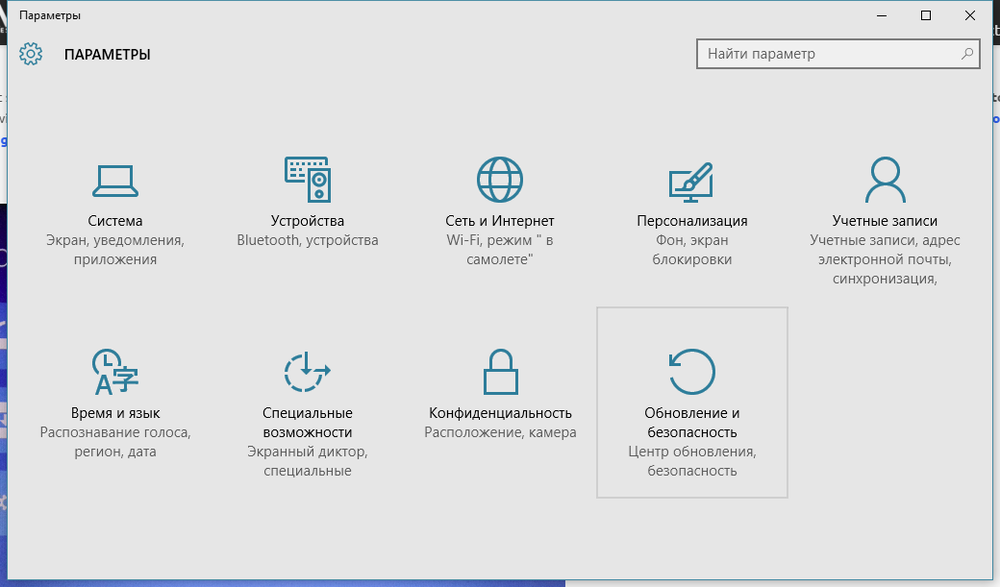 Параметры
ПАРАМЕТРЫ
Найти параметр
Система
Экран, уведомления,
приложения
Устройства
Bluetooth, устройства
Сеть и Интернет
Wi-Fi, режим " в
самолете"
Персонализация
Фон, экран
блокировки
Учетные записи
Учетные записи, адрес
электронной почты,
синхронизация,
Время и язык
Распознавание голоса,
регион, дата
Специальные
возможности
Экранный диктор,
специальные
Конфиденциальность
Расположение, камера
Обновление и
безопасность
Центр обновления,
безопасность